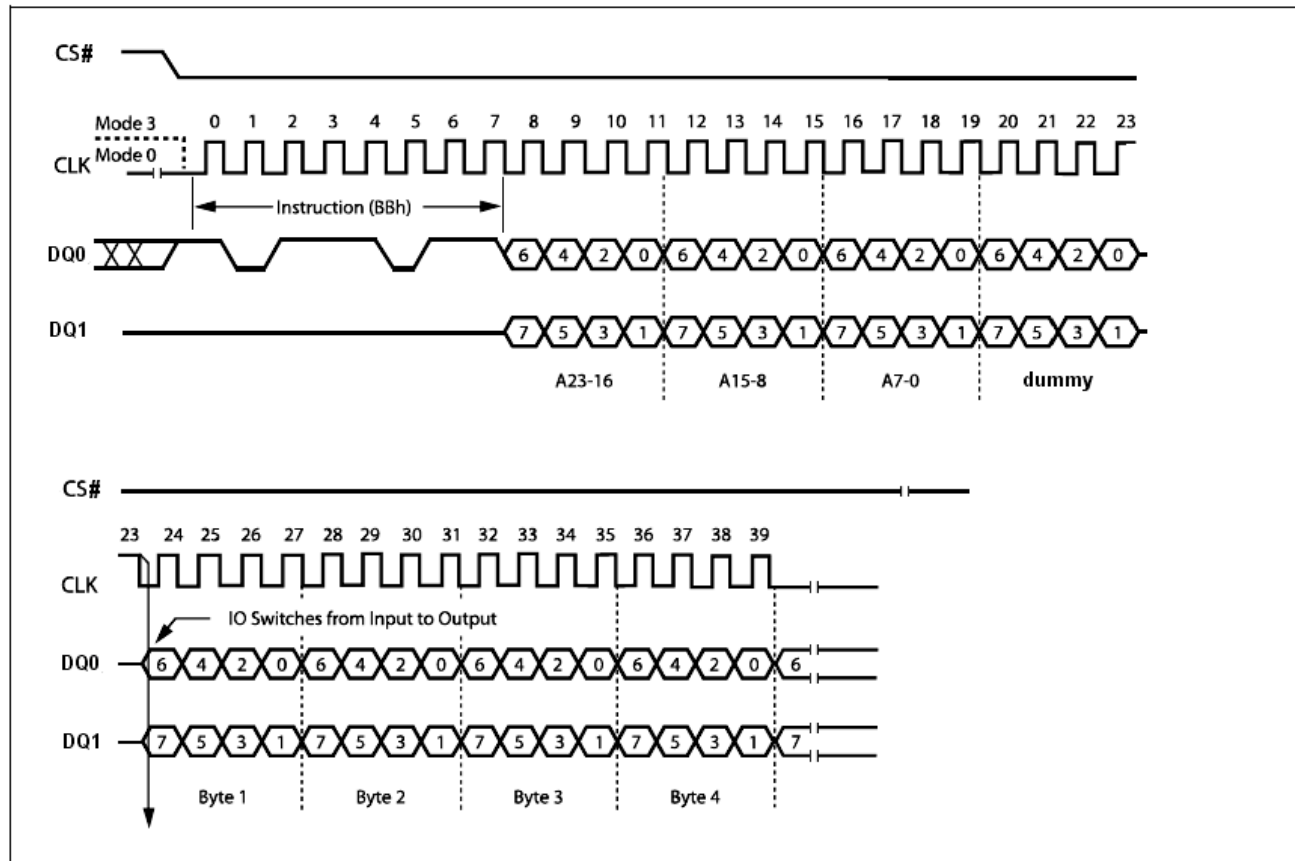 CS#
Mode 3
0 1 2 3 4 5 6 7 8 9 10 11 12 13 14 15 16 17 18 19 20 21 22 23
Mode 0
CLK
Instruction (BBh)
DQ0
6 4 2 0 6 4 2 0 6 4 2 0 6 4 2 0
DQ1
7 5 3 1 7 5 3 1 7 5 3 1 7 5 3 1
A23-16 A15-8 A7-0 dummy
CS#
23 24 25 26 27 28 29 30 31 32 33 34 35 36 37 38 39
CLK
IO Switches from Input to Output
DQ0
6 4 2 0 6 4 2 0 6 4 2 0 6 4 2 0 6
DQ1
7 5 3 1 7 5 3 1 7 5 3 1 7 5 3 1 7
Byte 1 Byte 2 Byte 3 Byte 4